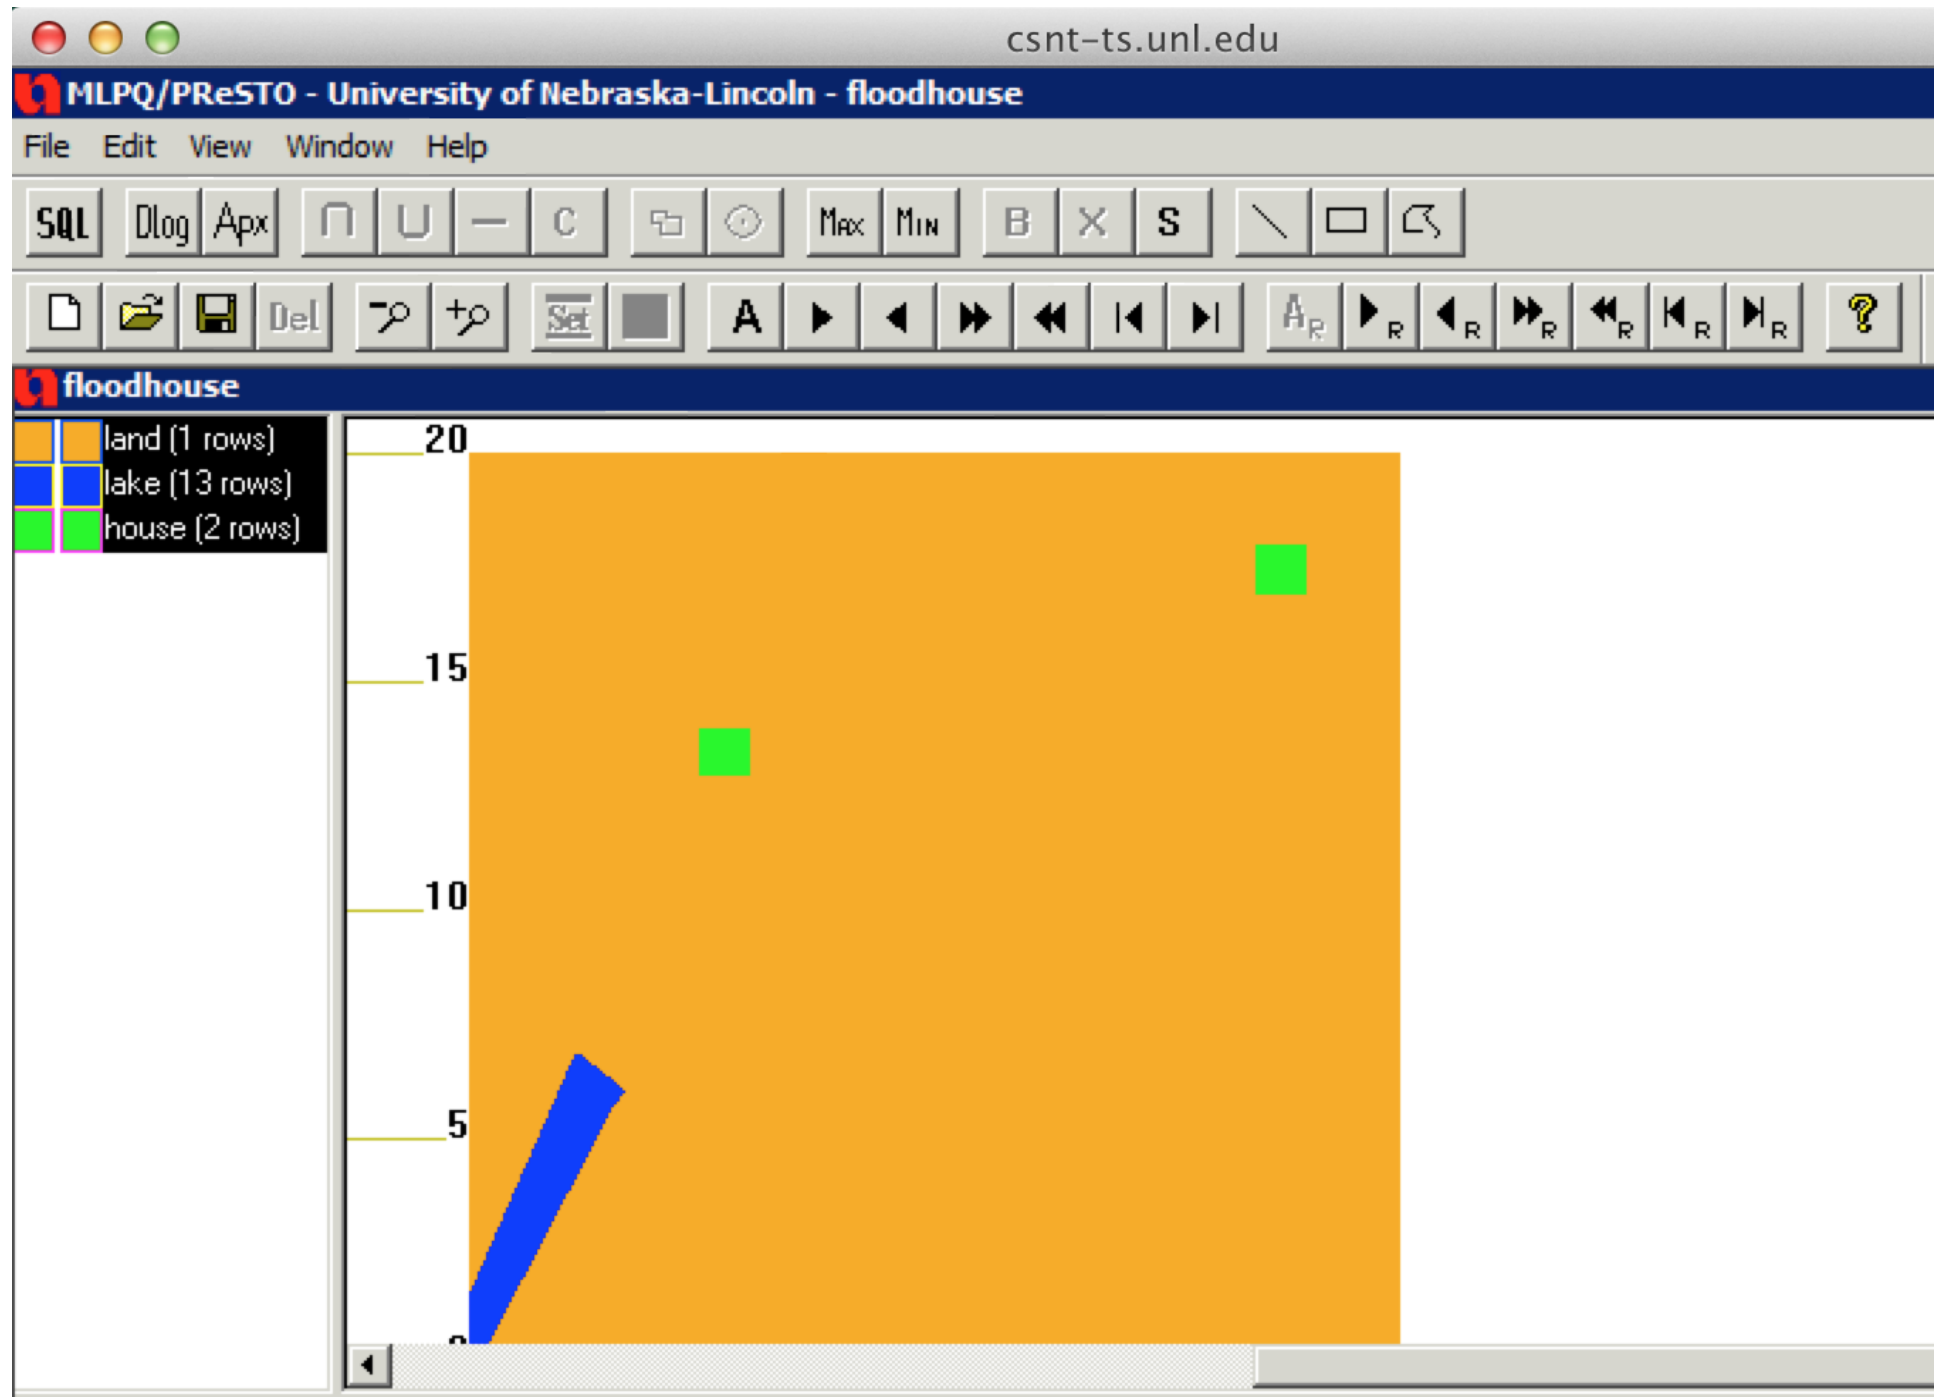 csnt-ts.unl.edu
MLPQ/PReSTO - University of Nebraska-Lincoln - floodhouse
File Edit View Window Help
SQL Dlog Apx C Max Min B X S
Del Set A AR R R R R R R ?
floodhouse
land (1 rows)
lake (13 rows)
house (2 rows)
20
15
10
5